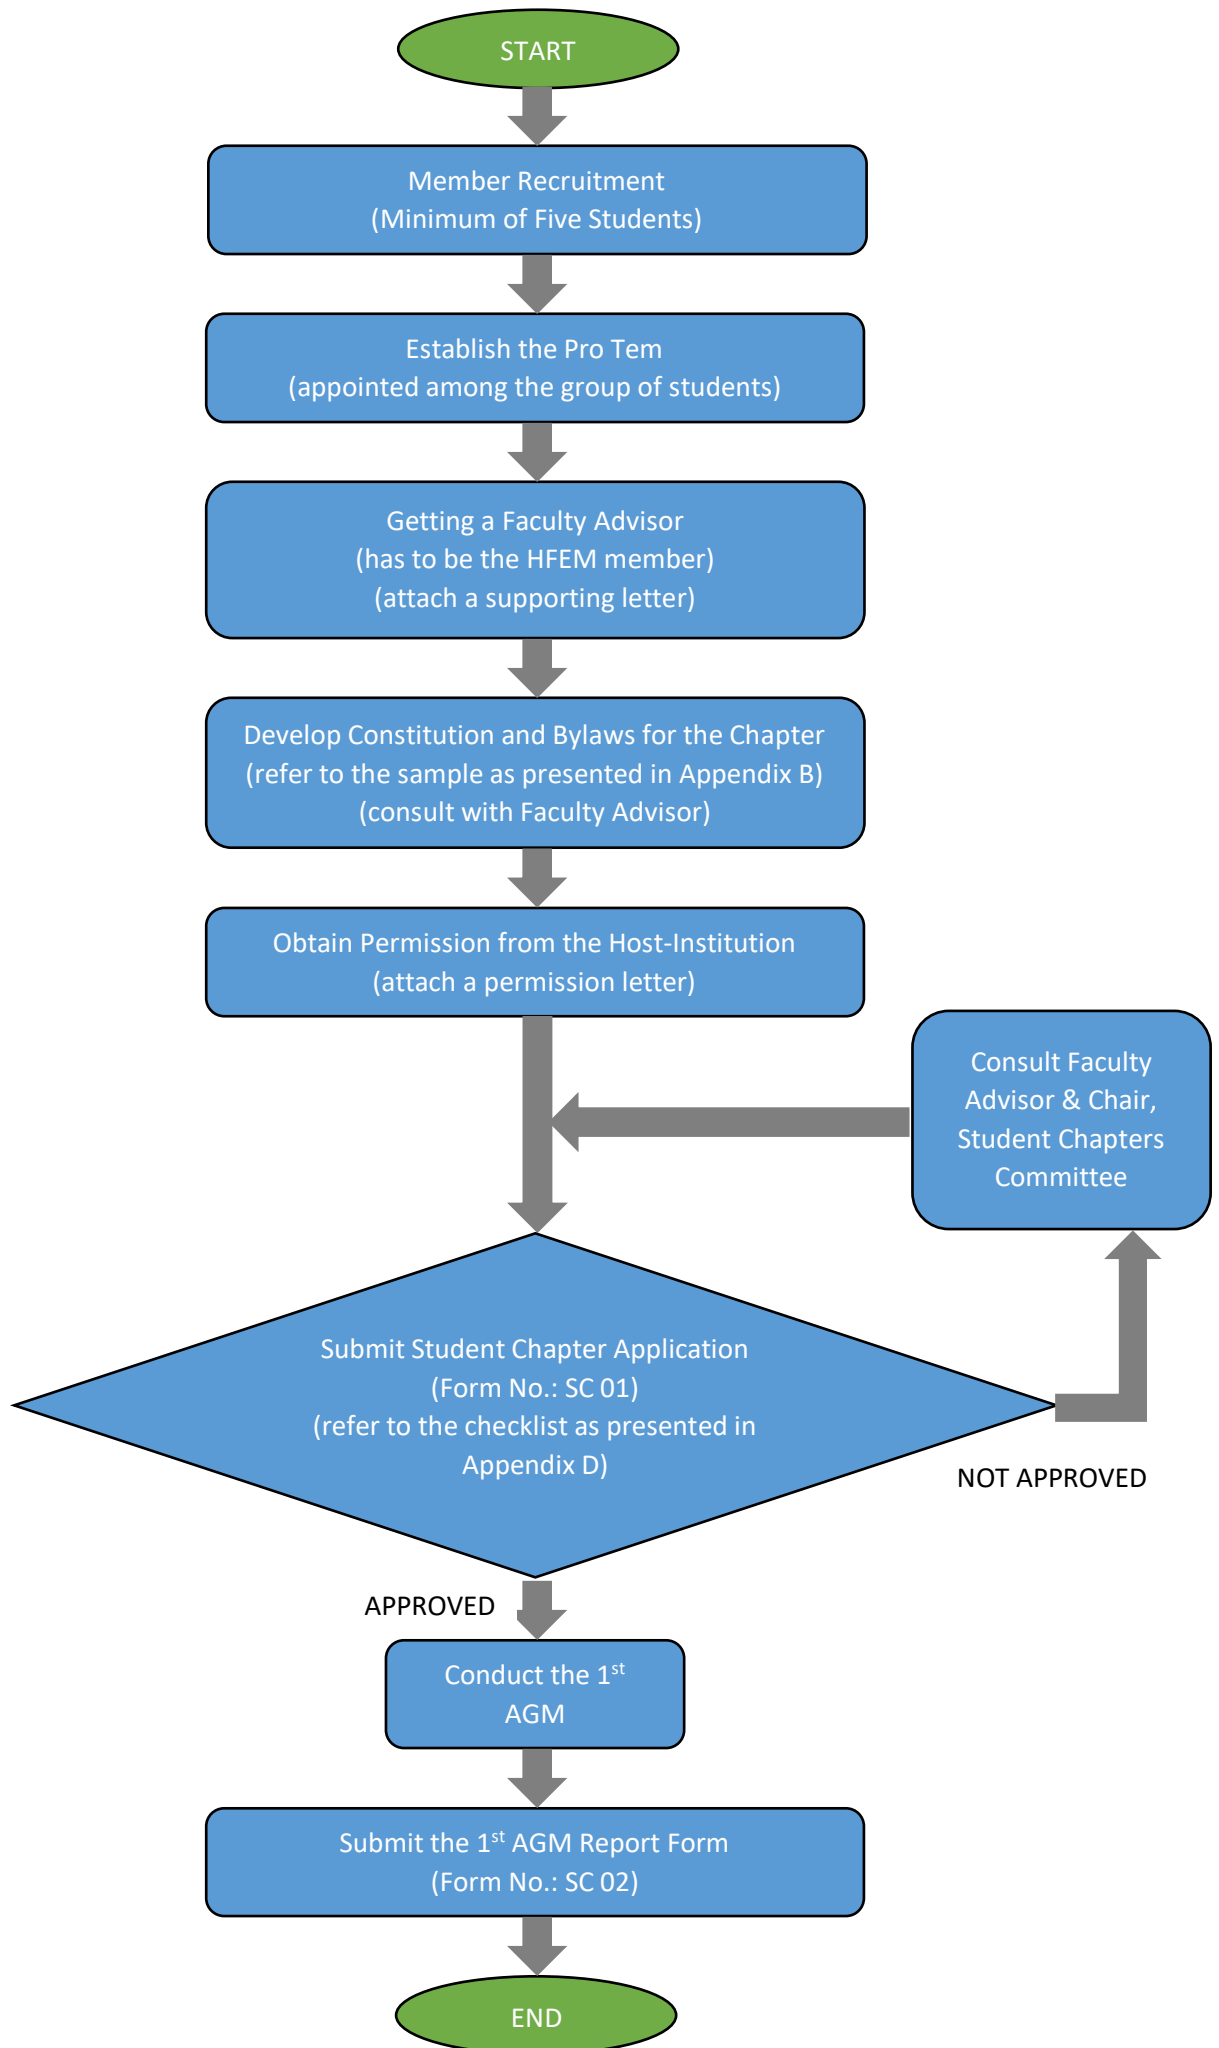 START
Member Recruitment
(Minimum of Five Students)
Establish the Pro Tem
(appointed among the group of students)
Getting a Faculty Advisor
(has to be the HFEM member)
(attach a supporting letter)
Develop Constitution and Bylaws for the Chapter
(refer to the sample as presented in Appendix B)
(consult with Faculty Advisor)
Obtain Permission from the Host-Institution
(attach a permission letter)
Consult Faculty
Advisor & Chair,
Student Chapters
Committee
Submit Student Chapter Application
(Form No.: SC 01)
(refer to the checklist as presented in
Appendix D)
NOT APPROVED
APPROVED
Conduct the 1st
AGM
Submit the 1st AGM Report Form
(Form No.: SC 02)
END